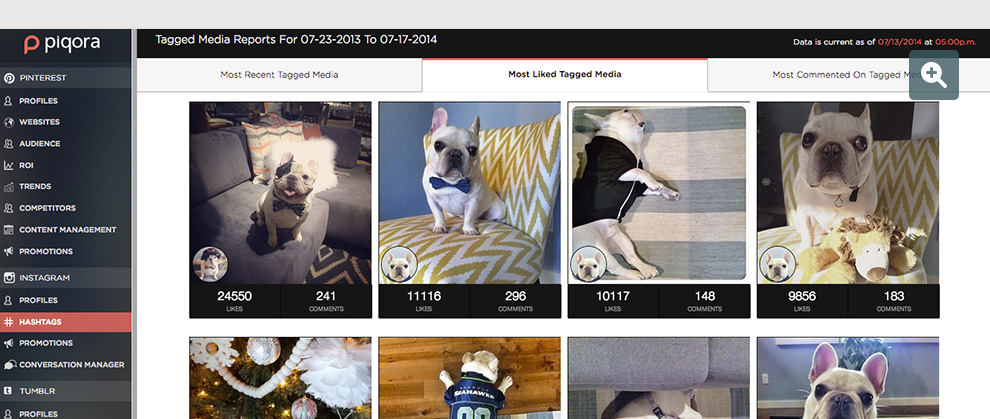 piqora
Tagged Media Reports For 07-23-2013 To 07-17-2014
Data is current as of 07/13/2014 at 05:00p.m.
Most Recent Tagged Media
Most Liked Tagged Media
Most Commented On Tagged
PINTEREST
PROFILES
WEBSITES
AUDIENCE
ROI
TRENDS
COMPETITORS
CONTENT MANAGEMENT
PROMOTIONS
INSTAGRAM
PROFILES
HASHTAGS
PROMOTIONS
CONVERSATION MANAGER
TUMBLR
PROFILES
24550 241
LIKES COMMENTS
11116 296
LIKES COMMENTS
10117 148
LIKES COMMENTS
9856 183
LIKES COMMENTS
SEAHAWKS